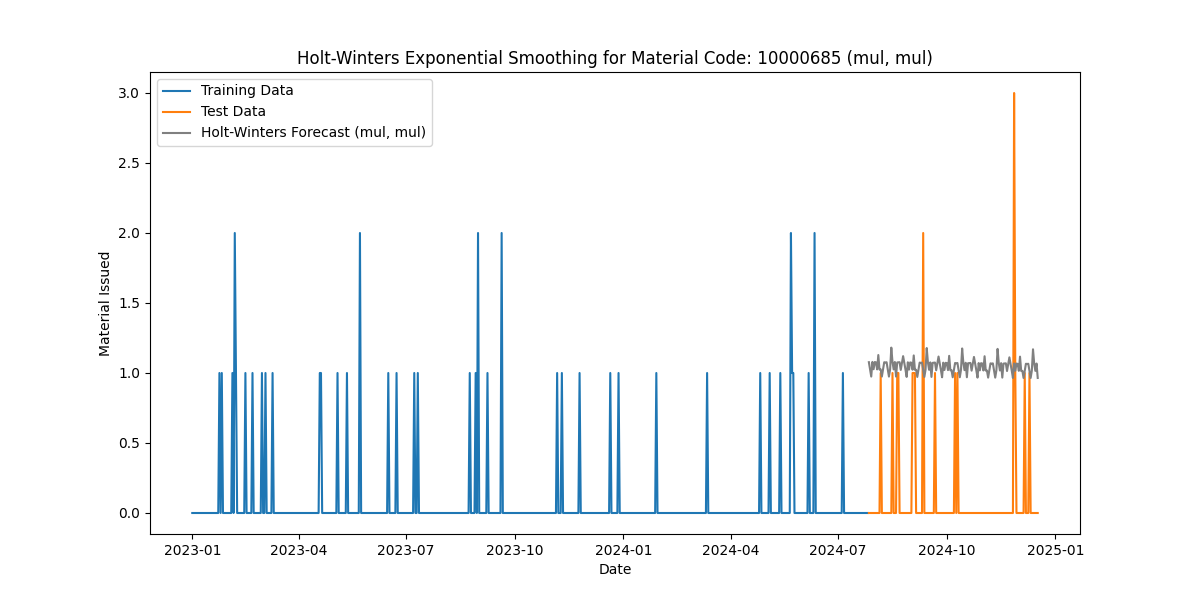 Holt-Winters Exponential Smoothing for Material Code: 10000685 (mul, mul)
Training Data
Test Data
Holt-Winters Forecast (mul, mul)
Material Issued
3.0
2.5
2.0
1.5
1.0
0.5
0.0
2023-01 2023-04 2023-07 2023-10 2024-01 2024-04 2024-07 2024-10 2025-01
Date